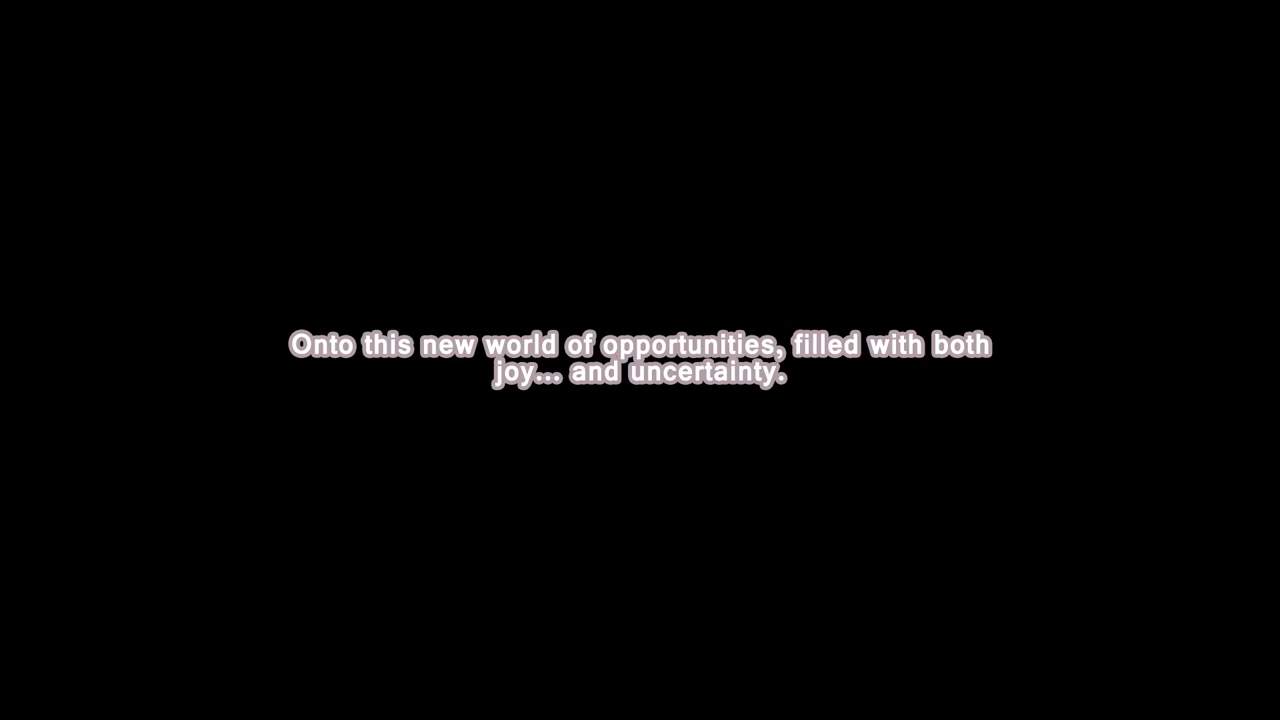 Onto this new world of opportunities, filled with both
joy... and uncertainty.